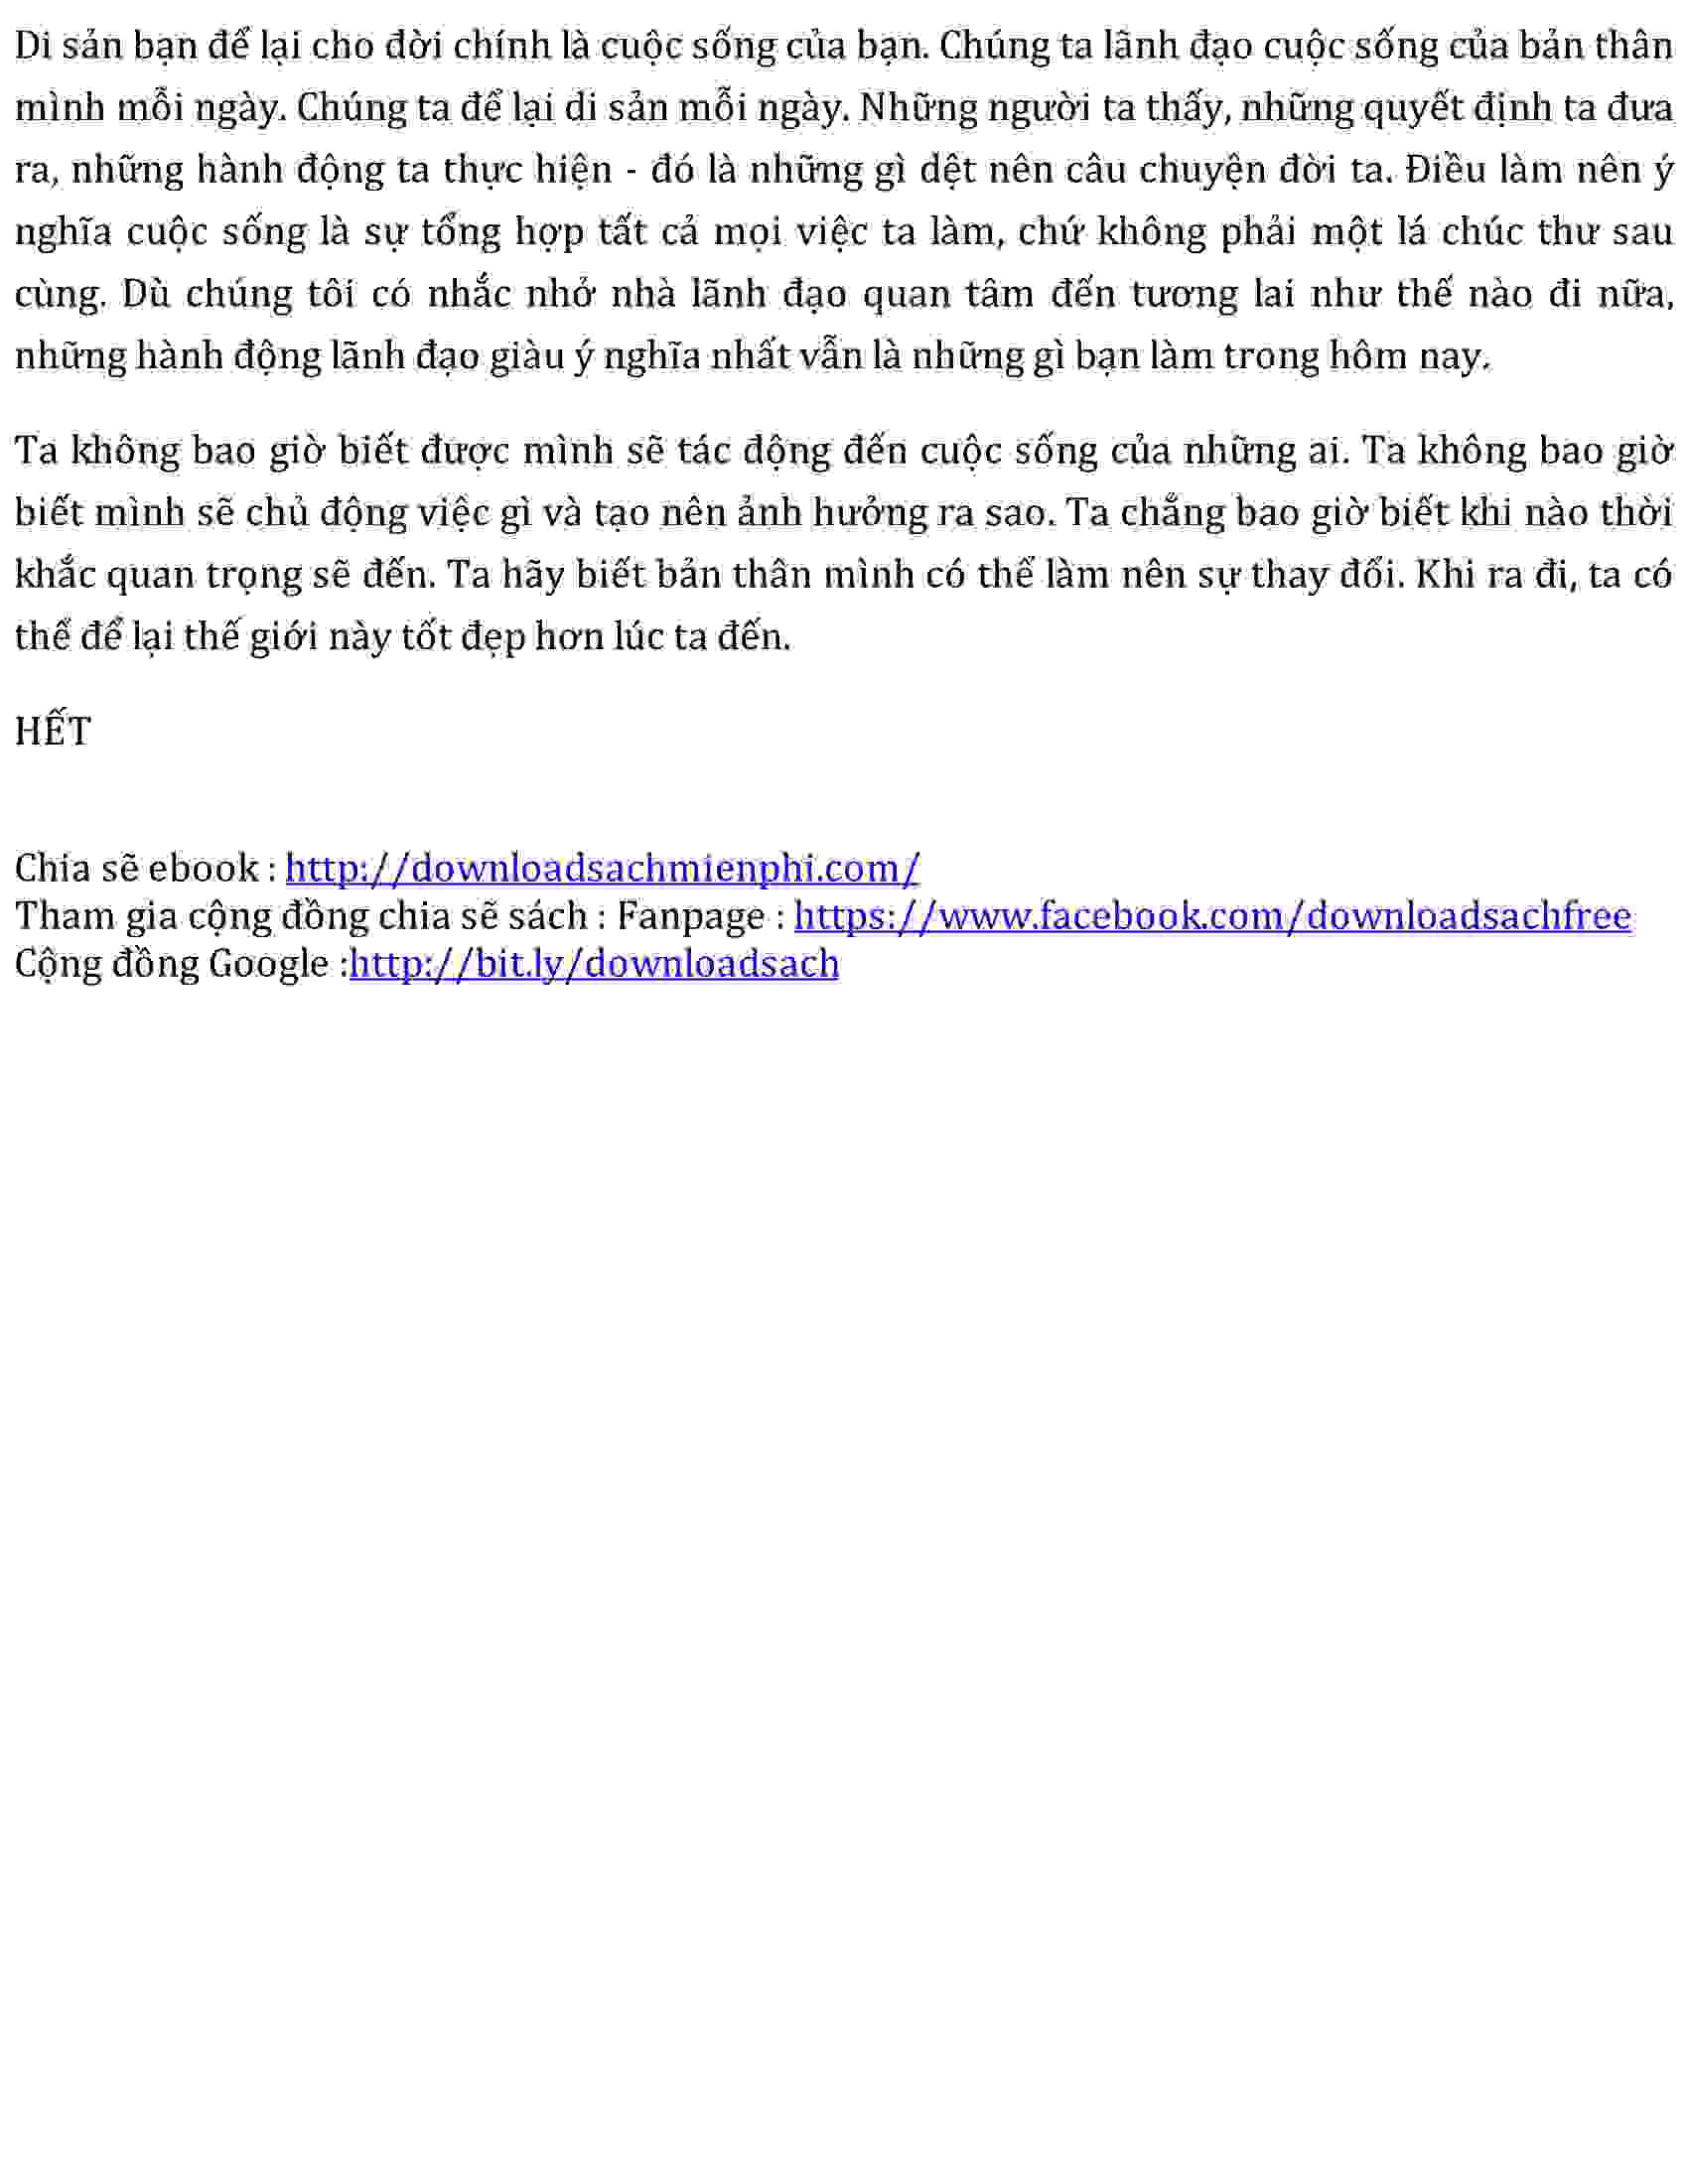 Di sản bạn để lại cho đời chính là cuộc sống của bạn. Chúng ta lãnh đạo cuộc sống của bản thân
mình mỗi ngày. Chúng ta để lại di sản mỗi ngày. Những người ta thấy, những quyết định ta đưa
ra, những hành động ta thực hiện - đó là những gì dệt nên câu chuyện đời ta. Điều làm nên ý
nghĩa cuộc sống là sự tổng hợp tất cả mọi việc ta làm, chứ không phải một lá chúc thư sau
cùng. Dù chúng tôi có nhắc nhở nhà lãnh đạo quan tâm đến tương lai như thế nào đi nữa,
những hành động lãnh đạo giàu ý nghĩa nhất vẫn là những gì bạn làm trong hôm nay.
Ta không bao giờ biết được mình sẽ tác động đến cuộc sống của những ai. Ta không bao giờ
biết mình sẽ chủ động việc gì và tạo nên ảnh hưởng ra sao. Ta chẳng bao giờ biết khi nào thời
khắc quan trọng sẽ đến. Ta hãy biết bản thân mình có thể làm nên sự thay đổi. Khi ra đi, ta có
thể để lại thế giới này tốt đẹp hơn lúc ta đến.
HẾT
Chia sẽ ebook : http://downloadsachmienphi.com/
Tham gia cộng đồng chia sẽ sách : Fanpage : https://www.facebook.com/downloadsachfree
Cộng đồng Google :http://bit.ly/downloadsach